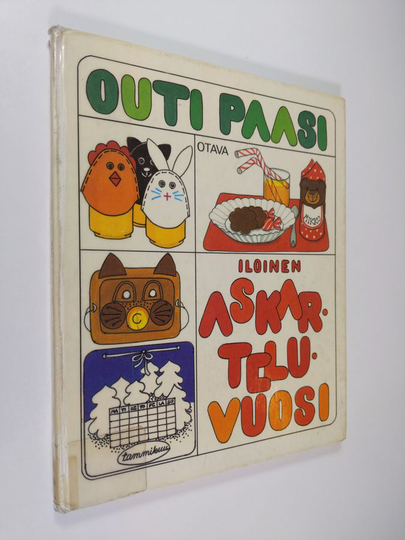 OUTI PAASI
OTAVA
ILOINEN
ASKAR-
TELU-
VUOSI
tammikuu